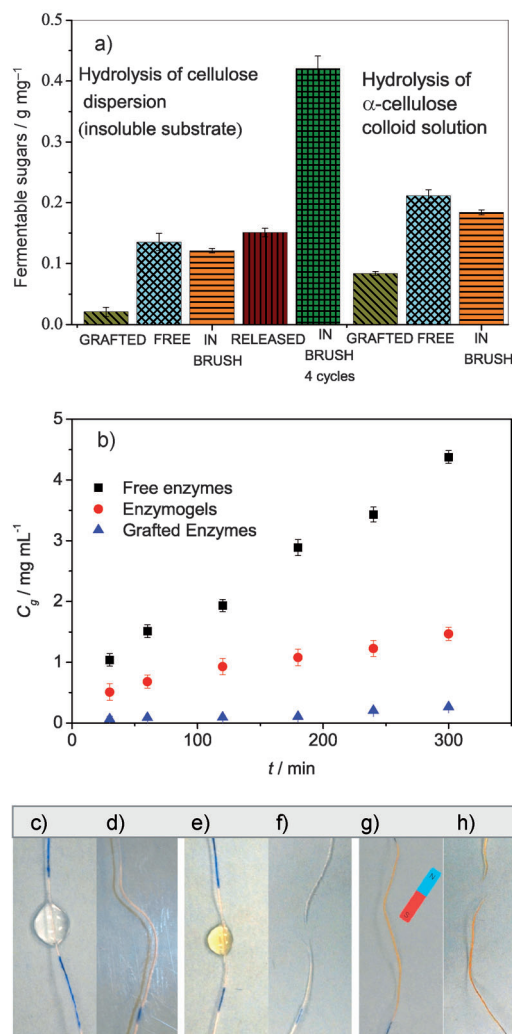 a)
Hydrolysis of cellulose
dispersion
(insoluble substrate)
Hydrolysis of
α-cellulose
colloid solution
Fermentable sugars / g mg⁻¹
0.5
0.4
0.3
0.2
0.1
0.0
GRAFTED FREE IN BRUSH RELEASED IN BRUSH 4 cycles GRAFTED FREE IN BRUSH
b)
Free enzymes
Enzymogels
Grafted Enzymes
C_g / mg mL⁻¹
5
4
3
2
1
0
0 100 200 300
t / min
c) d) e) f) g) h)
N
S